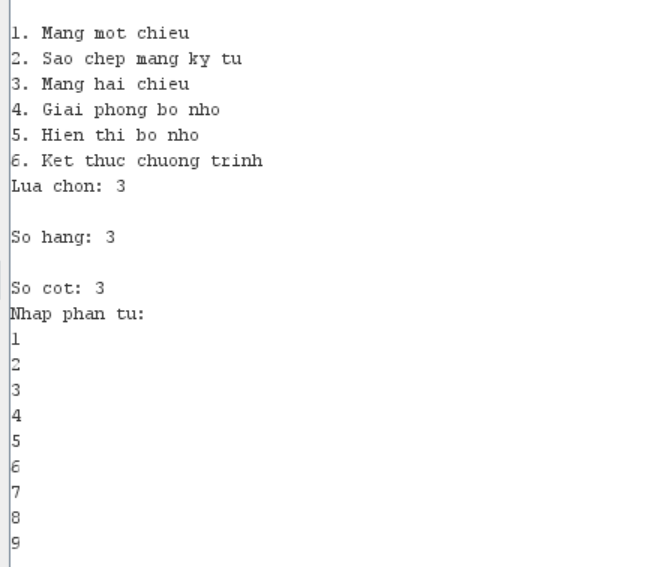 1. Mang mot chieu
2. Sao chep mang ky tu
3. Mang hai chieu
4. Giai phong bo nho
5. Hien thi bo nho
6. Ket thuc chuong trinh
Lua chon: 3
So hang: 3
So cot: 3
Nhap phan tu:
1
2
3
4
5
6
7
8
9